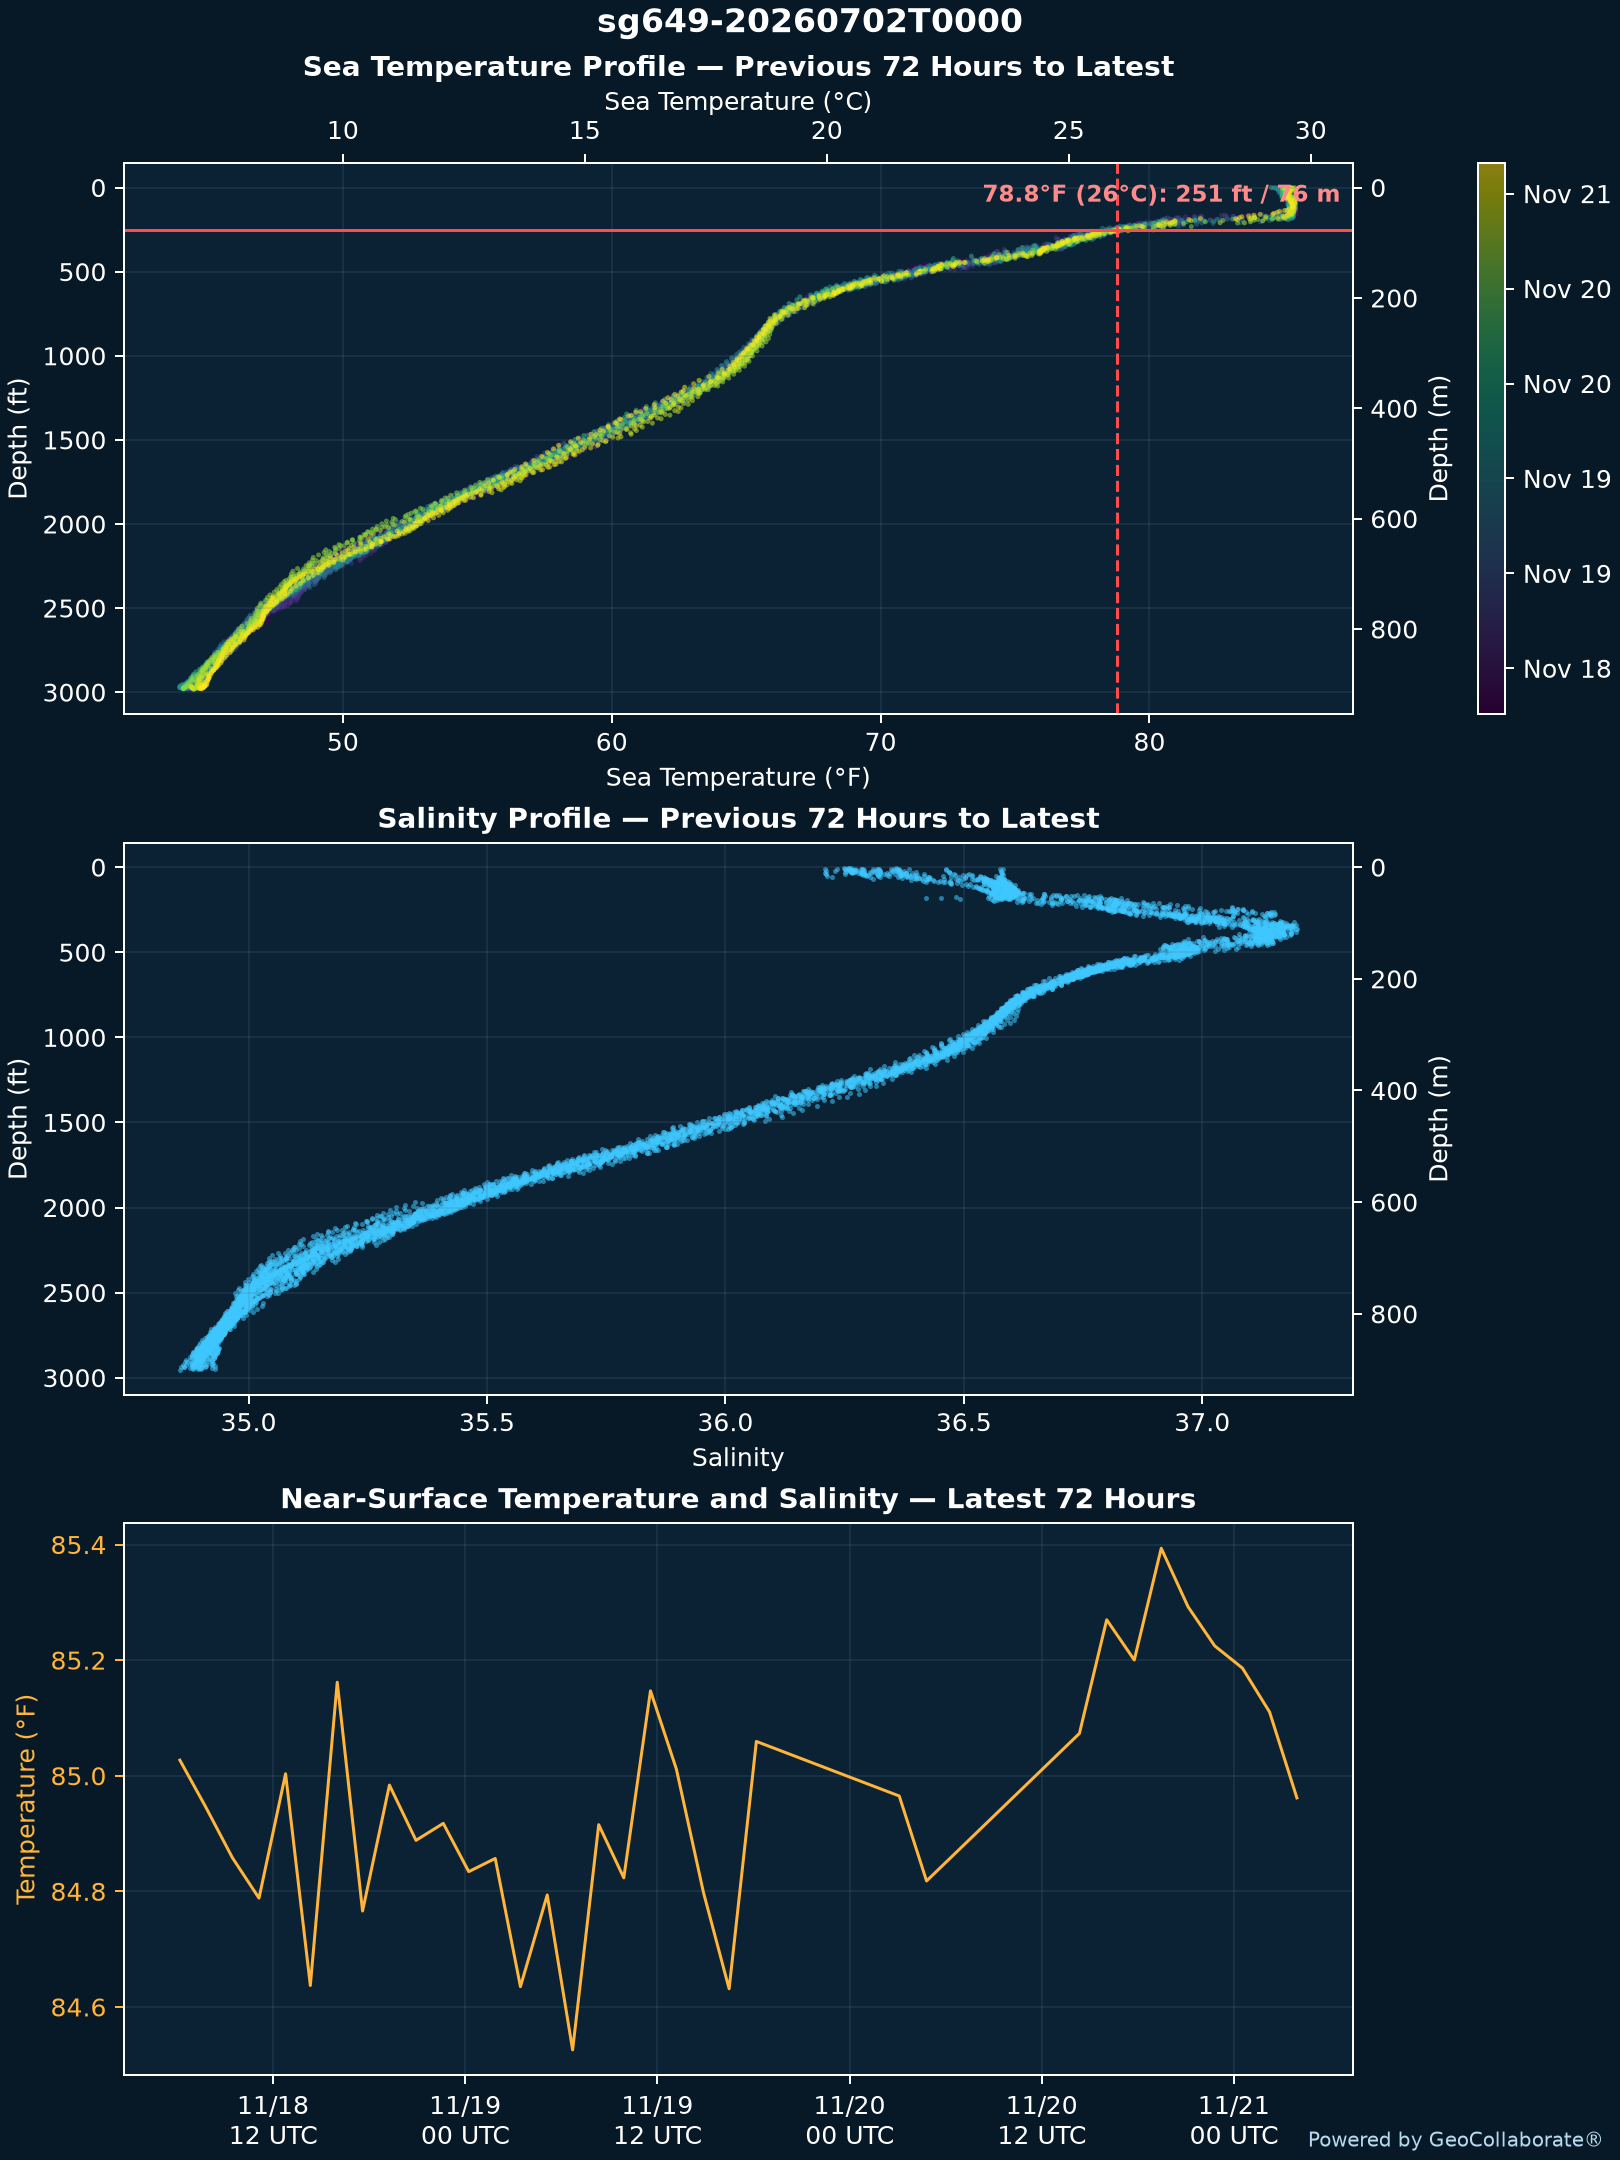 sg649-20260702T0000
Sea Temperature Profile — Previous 72 Hours to Latest
Sea Temperature (°C)
10 15 20 25 30
78.8°F (26°C): 251 ft / 76 m
0
500
1000
1500
2000
2500
3000
Depth (ft)
0
200
400
600
800
Depth (m)
50 60 70 80
Sea Temperature (°F)
Nov 21
Nov 20
Nov 20
Nov 19
Nov 19
Nov 18
Salinity Profile — Previous 72 Hours to Latest
0
500
1000
1500
2000
2500
3000
Depth (ft)
0
200
400
600
800
Depth (m)
35.0 35.5 36.0 36.5 37.0
Salinity
Near-Surface Temperature and Salinity — Latest 72 Hours
85.4
85.2
85.0
84.8
84.6
Temperature (°F)
11/18 11/19 11/19 11/20 11/20 11/21
12 UTC 00 UTC 12 UTC 00 UTC 12 UTC 00 UTC
Powered by GeoCollaborate®